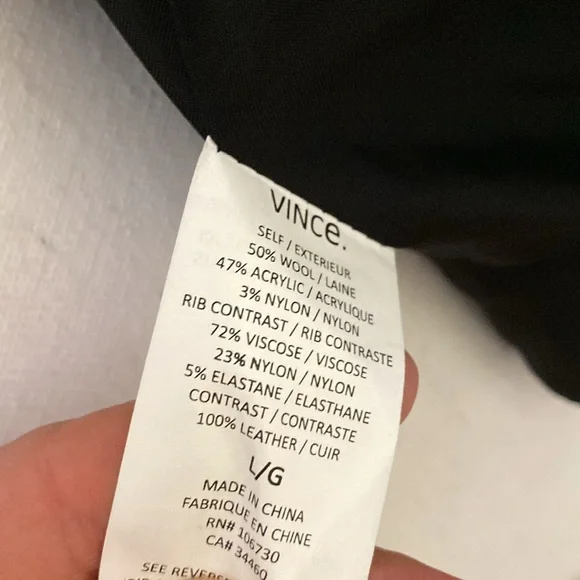 VINCe.
SELF / EXTERIEUR
50% WOOL / LAINE
47% ACRYLIC / ACRYLIQUE
3% NYLON / NYLON
RIB CONTRAST / RIB CONTRASTE
72% VISCOSE / VISCOSE
23% NYLON / NYLON
5% ELASTANE / ELASTHANE
CONTRAST / CONTRASTE
100% LEATHER / CUIR
L/G
MADE IN CHINA
FABRIQUE EN CHINE
RN# 106730
CA# 34460
SEE REVERSE